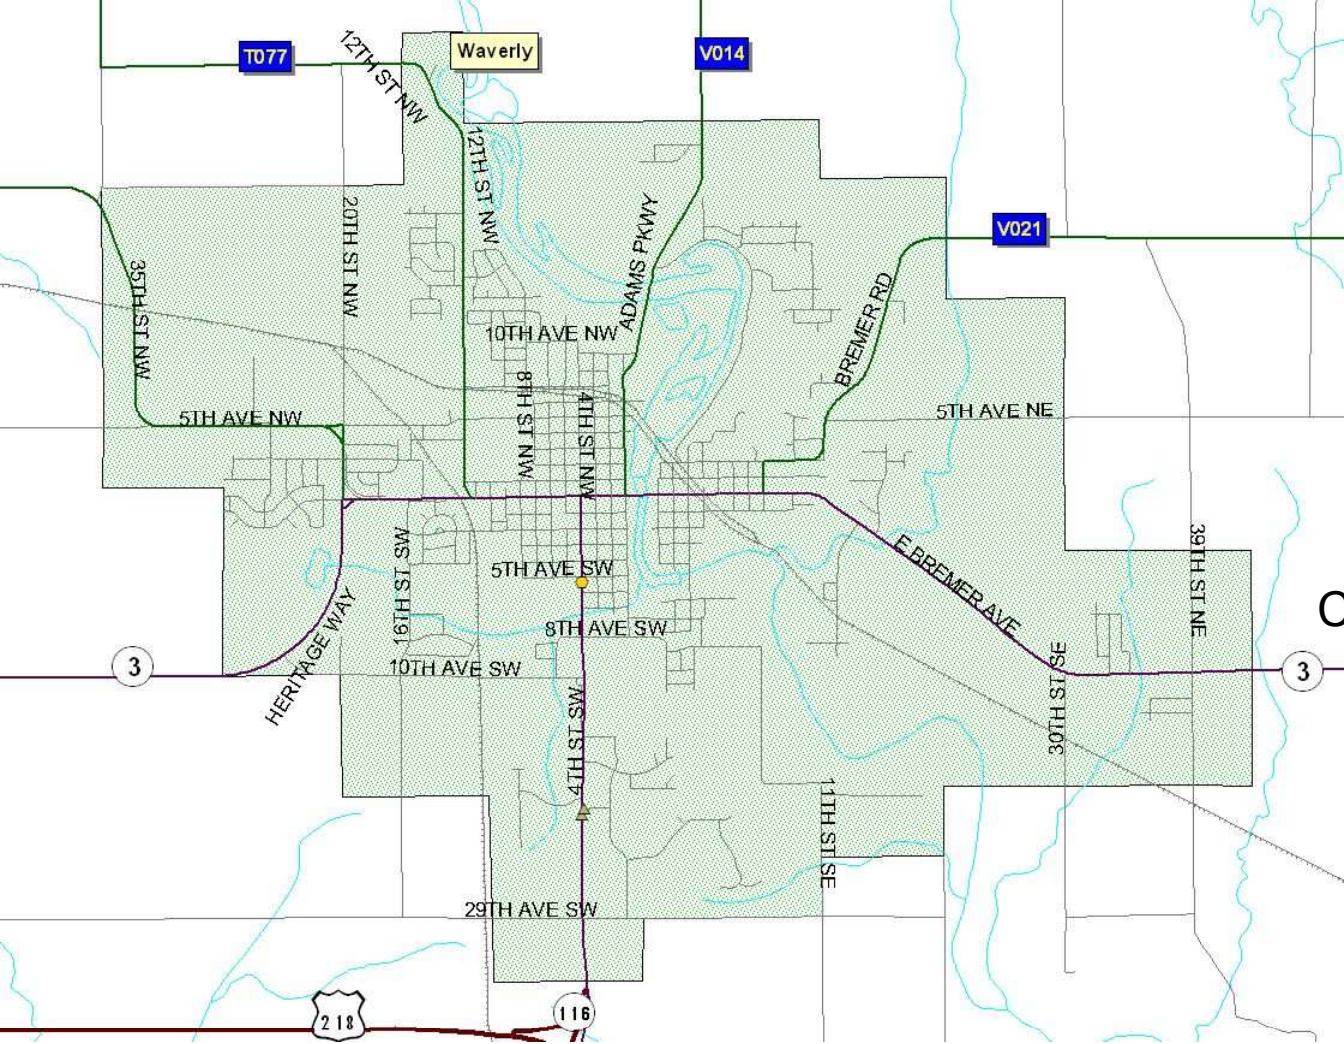 T077
12TH ST NW
Waverly
V014
12TH ST NW
20TH ST NW
ADAMS PKWY
V021
35TH ST NW
BREMER RD
10TH AVE NW
8TH ST NW
4TH ST NW
5TH AVE NW
5TH AVE NE
16TH ST SW
5TH AVE SW
E BREMER AVE
39TH ST NE
C
HERITAGE WAY
8TH AVE SW
3
10TH AVE SW
30TH ST SE
3
4TH ST SW
11TH ST SE
29TH AVE SW
218
116